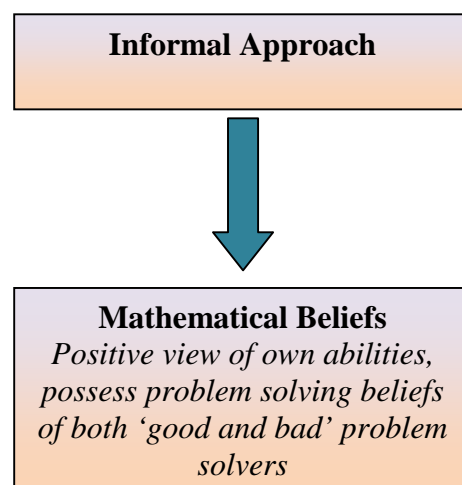 Informal Approach
Mathematical Beliefs
Positive view of own abilities,
possess problem solving beliefs
of both ‘good and bad’ problem
solvers